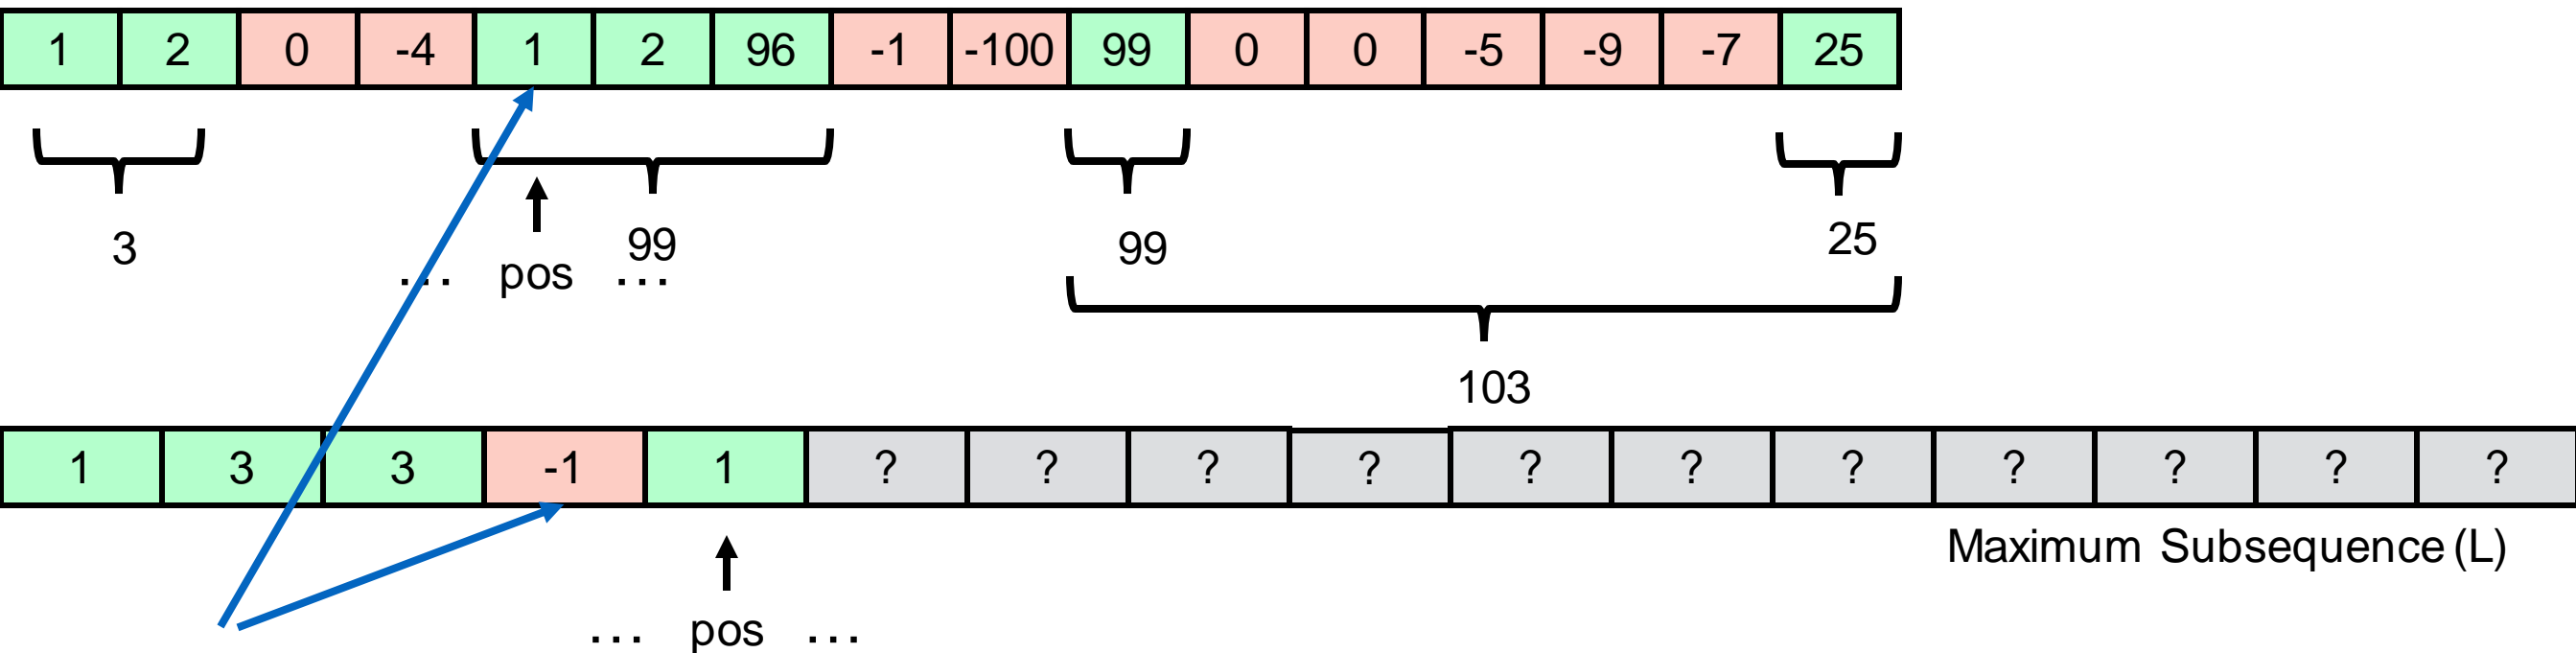 1 2 0 -4 1 2 96 -1 -100 99 0 0 -5 -9 -7 25
3 99 99 25
... pos ...
103
1 3 3 -1 1 ? ? ? ? ? ? ? ? ? ? ?
Maximum Subsequence (L)
... pos ...